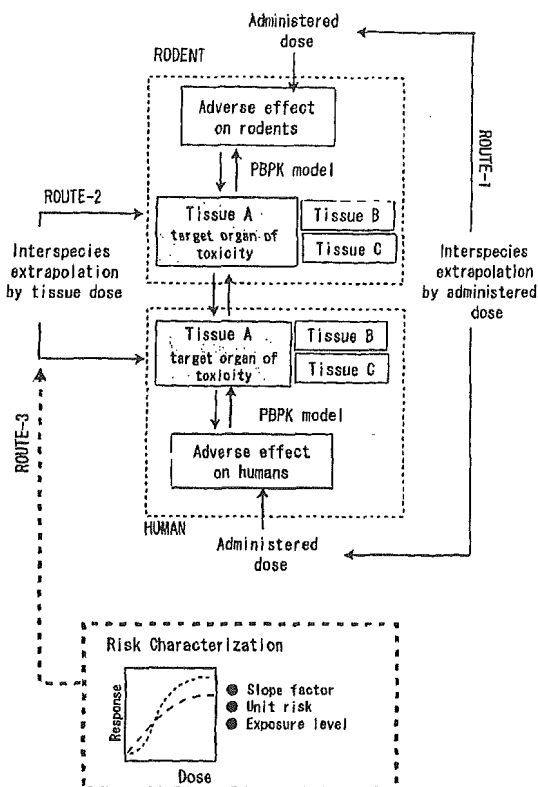 Administered
dose
RODENT
Adverse effect
on rodents
PBPK model
ROUTE-1
ROUTE-2
Tissue A
target organ of
toxicity
Tissue B
Tissue C
Interspecies
extrapolation
by tissue dose
Interspecies
extrapolation
by administered
dose
Tissue A
target organ of
toxicity
Tissue B
Tissue C
PBPK model
ROUTE-3
Adverse effect
on humans
HUMAN
Administered
dose
Risk Characterization
Response
Dose
Slope factor
Unit risk
Exposure level